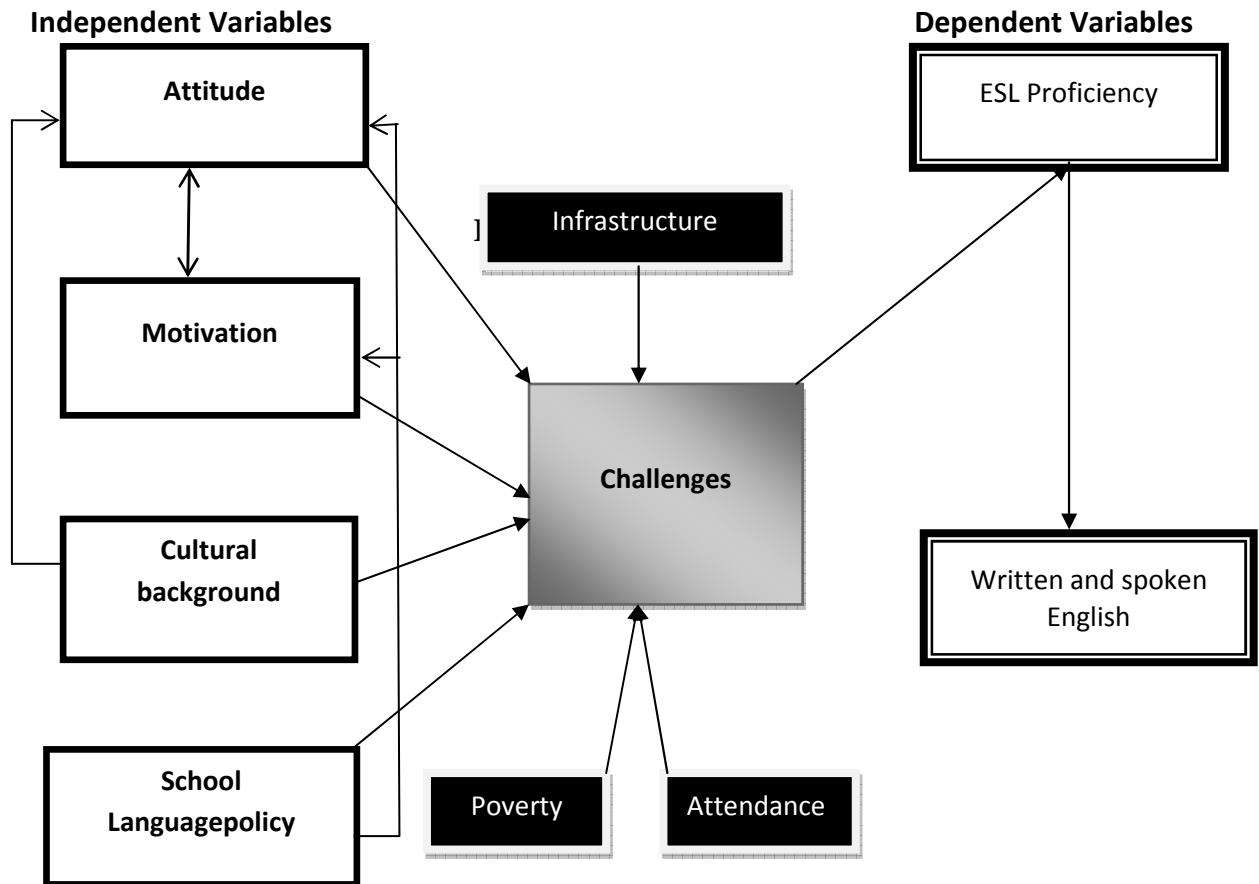 Independent Variables
Dependent Variables
Attitude
ESL Proficiency
Infrastructure
Motivation
Challenges
Cultural
background
Written and spoken
English
School
Languagepolicy
Poverty
Attendance